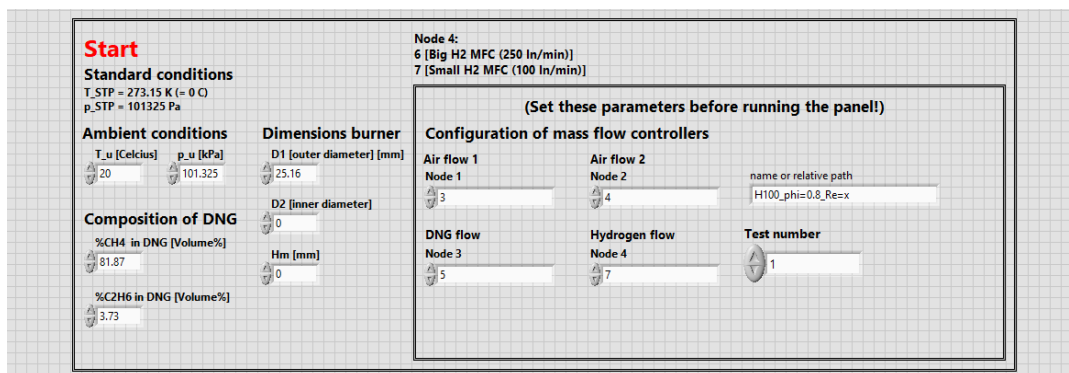 Start
Standard conditions
T_STP = 273.15 K (= 0 C)
p_STP = 101325 Pa
Ambient conditions
T_u [Celcius] p_u [kPa]
20 101.325
Composition of DNG
%CH4 in DNG [Volume%]
81.87
%C2H6 in DNG [Volume%]
3.73
Dimensions burner
D1 [outer diameter] [mm]
25.16
D2 [inner diameter]
0
Hm [mm]
0
Node 4:
6 [Big H2 MFC (250 ln/min)]
7 [Small H2 MFC (100 ln/min)]
(Set these parameters before running the panel!)
Configuration of mass flow controllers
Air flow 1
Node 1
3
Air flow 2
Node 2
4
name or relative path
H100_phi=0.8_Re=x
DNG flow
Node 3
5
Hydrogen flow
Node 4
7
Test number
1